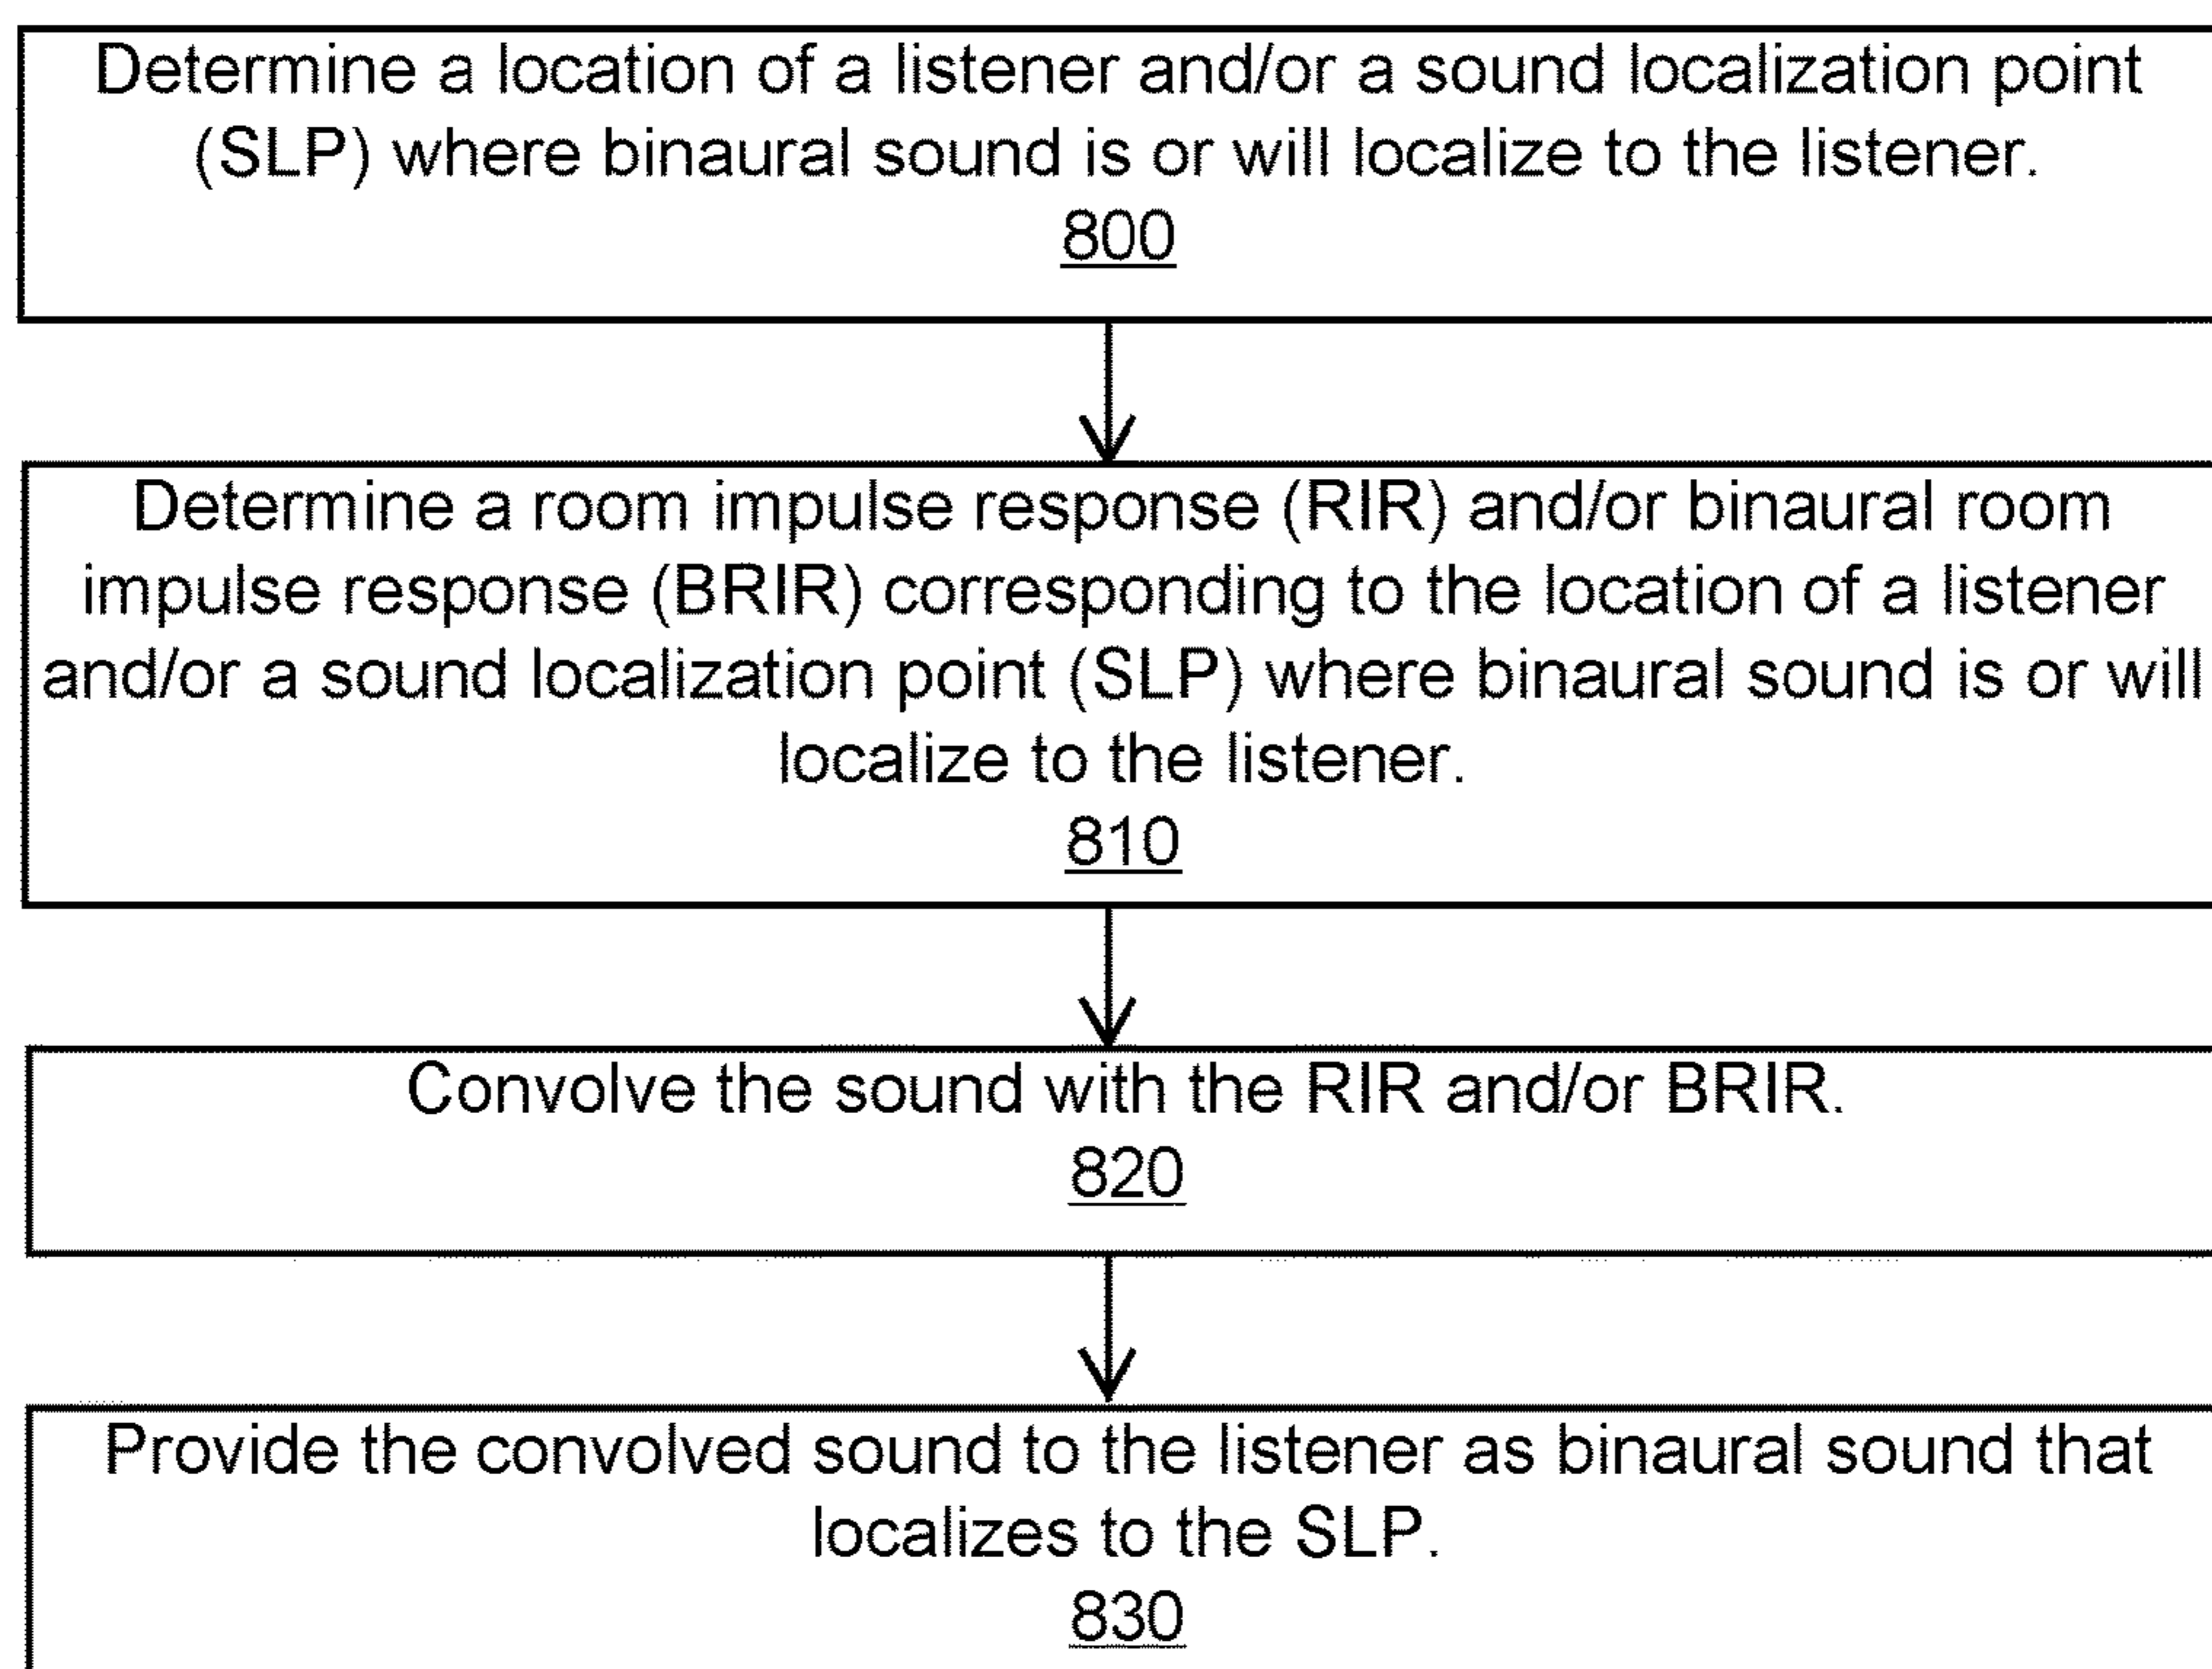 Determine a location of a listener and/or a sound localization point
(SLP) where binaural sound is or will localize to the listener.
800
Determine a room impulse response (RIR) and/or binaural room
impulse response (BRIR) corresponding to the location of a listener
and/or a sound localization point (SLP) where binaural sound is or will
localize to the listener.
810
Convolve the sound with the RIR and/or BRIR.
820
Provide the convolved sound to the listener as binaural sound that
localizes to the SLP.
830